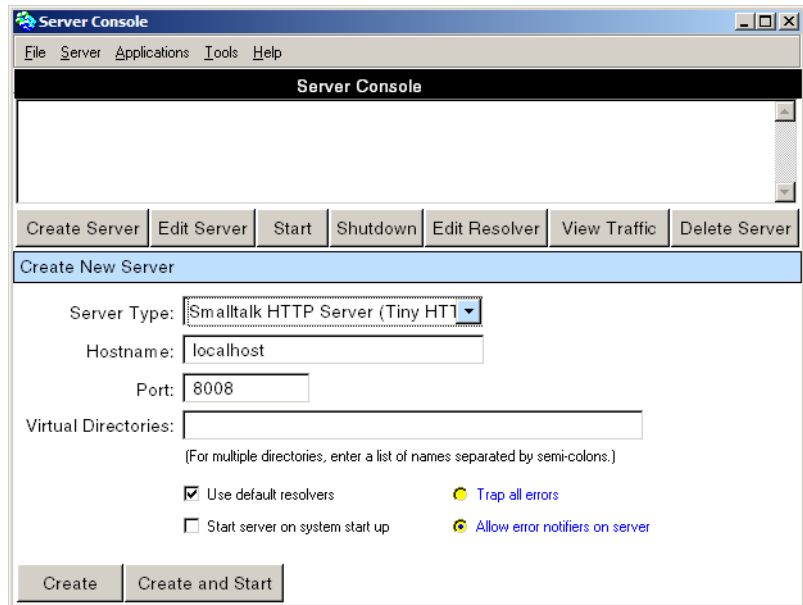 Server Console
File Server Applications Tools Help
Server Console
Create Server Edit Server Start Shutdown Edit Resolver View Traffic Delete Server
Create New Server
Server Type: Smalltalk HTTP Server (Tiny HTT
Hostname: localhost
Port: 8008
Virtual Directories:
(For multiple directories, enter a list of names separated by semi-colons.)
Use default resolvers Trap all errors
Start server on system start up Allow error notifiers on server
Create Create and Start